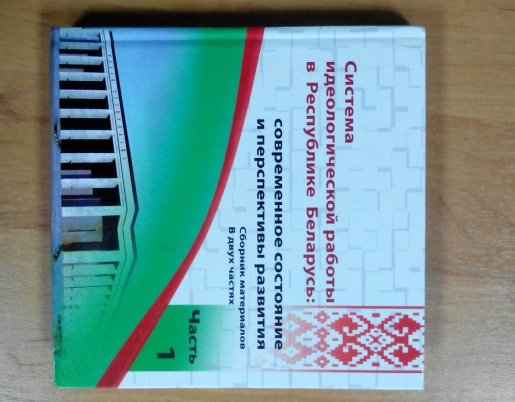 Система
идеологической работы
в Республике Беларусь:
современное состояние
и перспективы развития
Сборник материалов
В двух частях
Часть
1